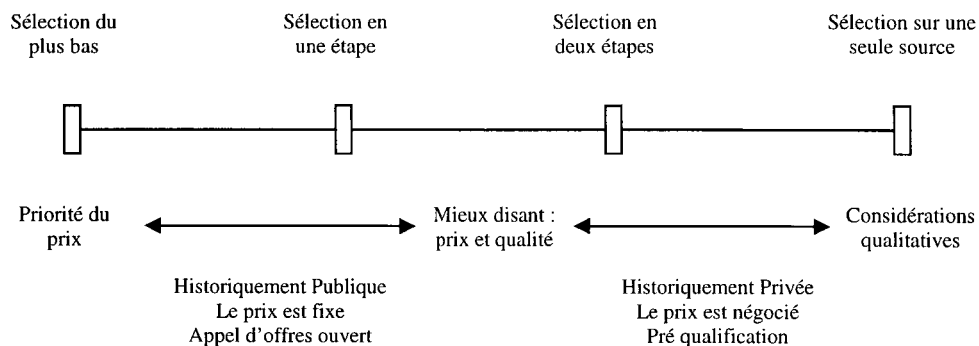 Sélection du
plus bas
Sélection en
une étape
Sélection en
deux étapes
Sélection sur une
seule source
Priorité du
prix
Mieux disant :
prix et qualité
Considérations
qualitatives
Historiquement Publique
Le prix est fixe
Appel d'offres ouvert
Historiquement Privée
Le prix est négocié
Pré qualification